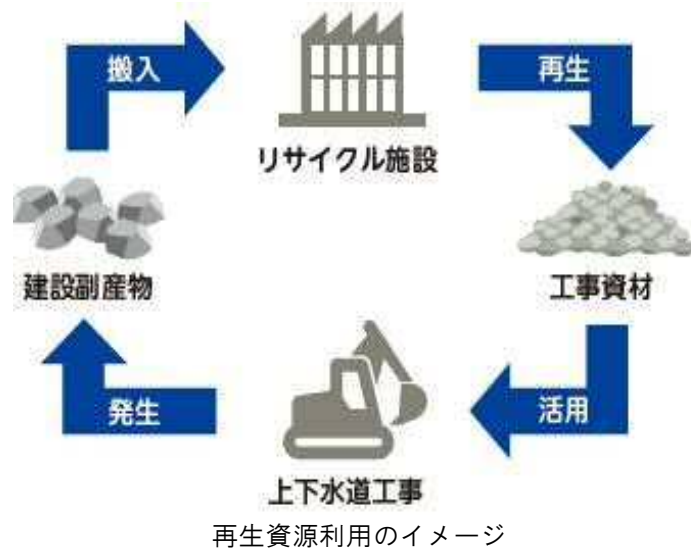 搬入
再生
リサイクル施設
建設副産物
工事資材
発生
活用
上下水道工事
再生資源利用のイメージ